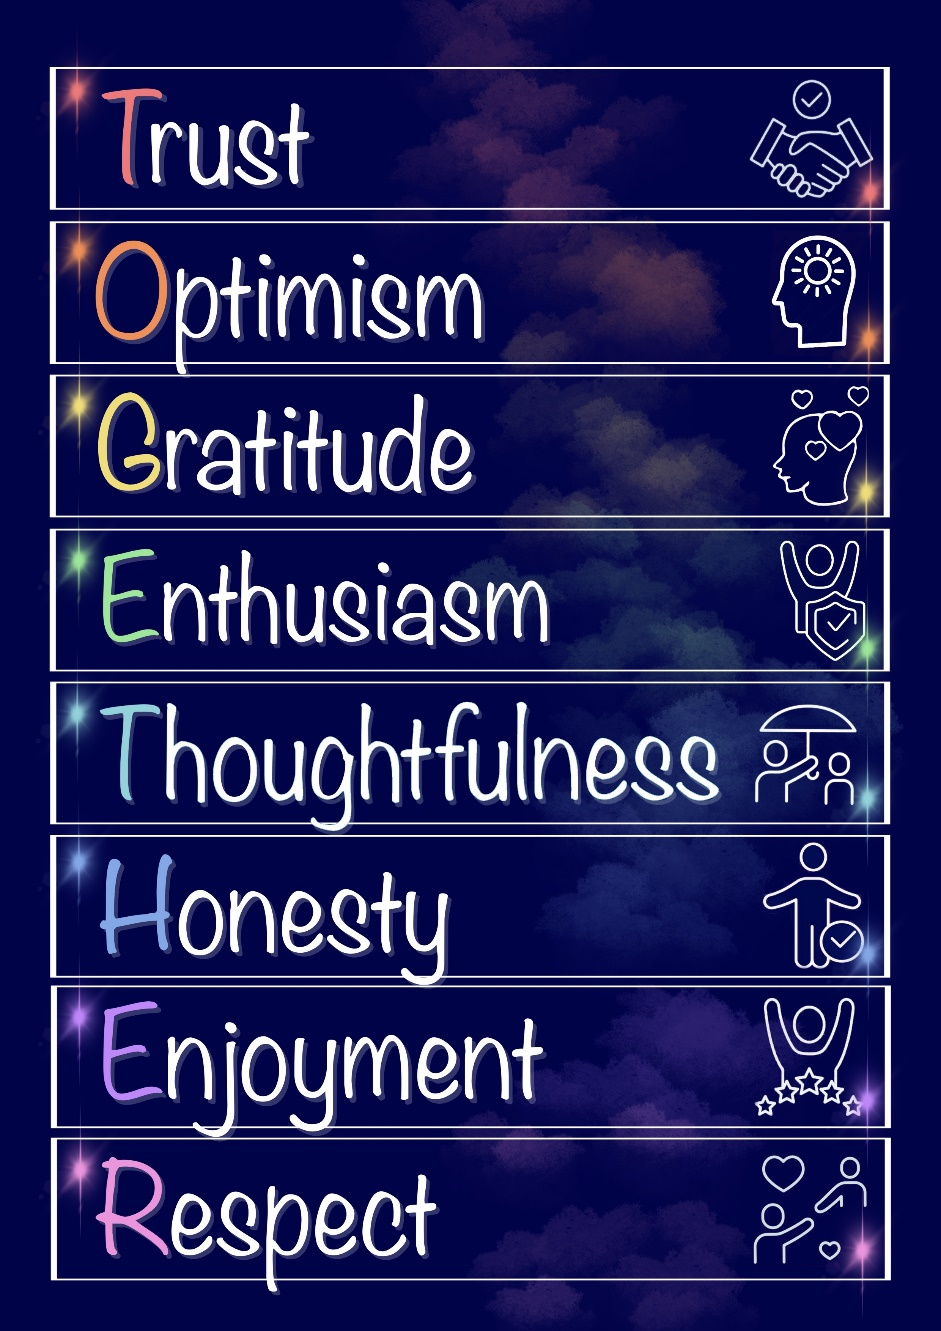 Trust
Optimism
Gratitude
Enthusiasm
Thoughtfulness
Honesty
Enjoyment
Respect